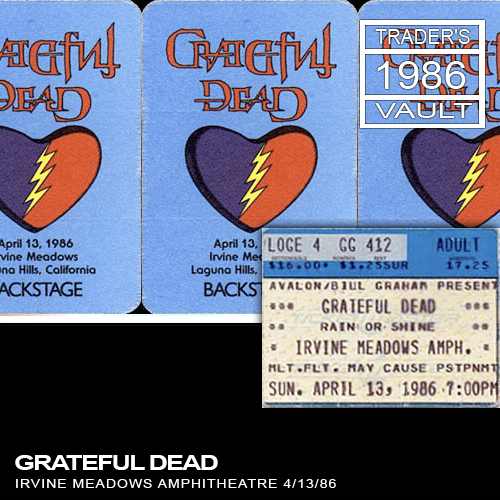 GRATEFUL
DEAD
April 13, 1986
Irvine Meadows
Laguna Hills, California
BACKSTAGE
GRATEFUL
DEAD
April 13,
Irvine Me
Laguna Hills,
BACKST
GRATEFUL
DEAD
TRADER'S
1986
VAULT
LOGE 4 GG 412 ADULT
$16.00+ $1.25SUR 17.25
AVALON/BILL GRAHAM PRESENT
*** GRATEFUL DEAD ***
** RAIN OR SHINE **
* IRVINE MEADOWS AMPH. *
MLT.FLT. MAY CAUSE PSTPNMT
SUN. APRIL 13, 1986 7:00PM
GRATEFUL DEAD
IRVINE MEADOWS AMPHITHEATRE 4/13/86